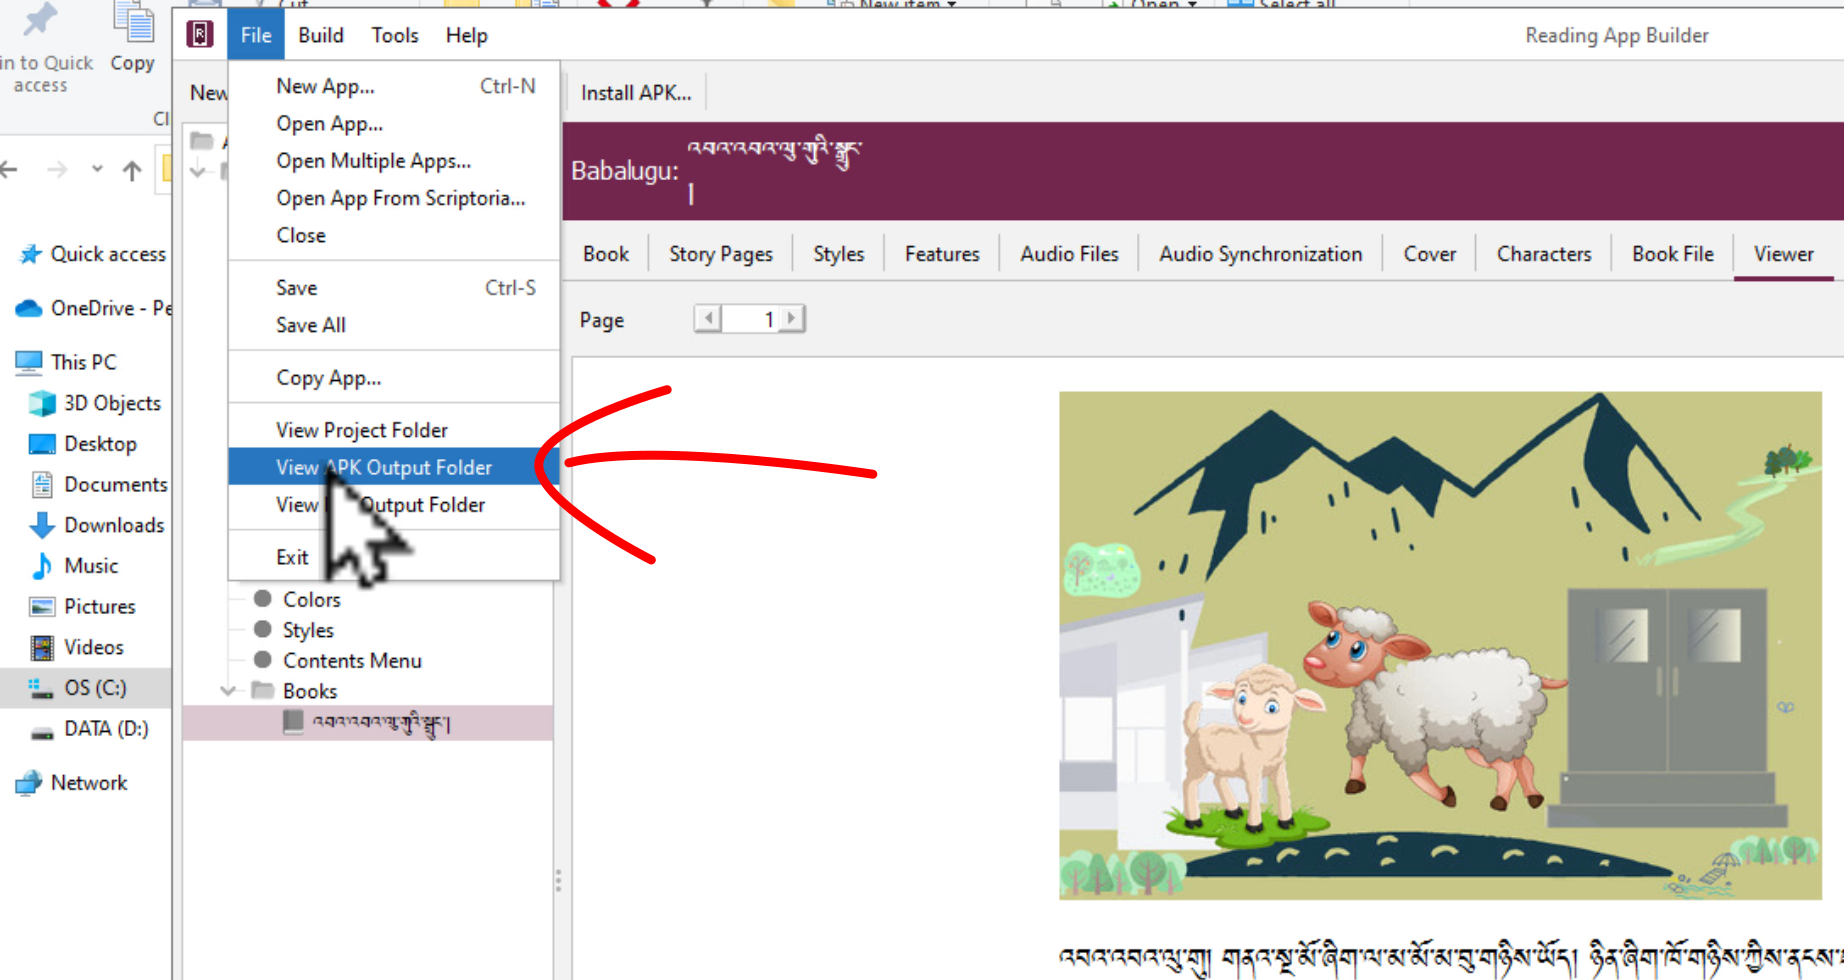 Cut
New item
Open
Select all
in to Quick
access
Copy
File
Build
Tools
Help
Reading App Builder
New
Install APK...
New App... Ctrl-N
Open App...
Open Multiple Apps...
Open App From Scriptoria...
Close
Save Ctrl-S
Save All
Copy App...
View Project Folder
View APK Output Folder
View Output Folder
Exit
Babalugu:
འབའ་འབའ་ལུ་གུའི་སྒྲུང་
།
Book
Story Pages
Styles
Features
Audio Files
Audio Synchronization
Cover
Characters
Book File
Viewer
Page 1
Quick access
OneDrive - Pe
This PC
3D Objects
Desktop
Documents
Downloads
Music
Pictures
Videos
OS (C:)
DATA (D:)
Network
Colors
Styles
Contents Menu
Books
འབའ་འབའ་ལུ་གུའི་སྒྲུང་།
འབའ་འབའ་ལུ་གུ། གནའ་སྔ་མོ་ཞིག་ལ་མ་མོ་མ་བུ་གཉིས་ཡོད། ཉིན་ཞིག་ཁོ་གཉིས་ཀྱིས་ནངས་